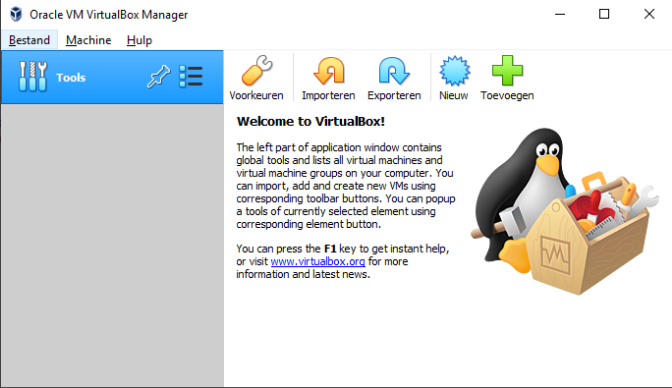 Oracle VM VirtualBox Manager
Bestand Machine Hulp
Tools
Voorkeuren Importeren Exporteren Nieuw Toevoegen
Welcome to VirtualBox!
The left part of application window contains
global tools and lists all virtual machines and
virtual machine groups on your computer. You
can import, add and create new VMs using
corresponding toolbar buttons. You can popup
a tools of currently selected element using
corresponding element button.
You can press the F1 key to get instant help,
or visit www.virtualbox.org for more
information and latest news.